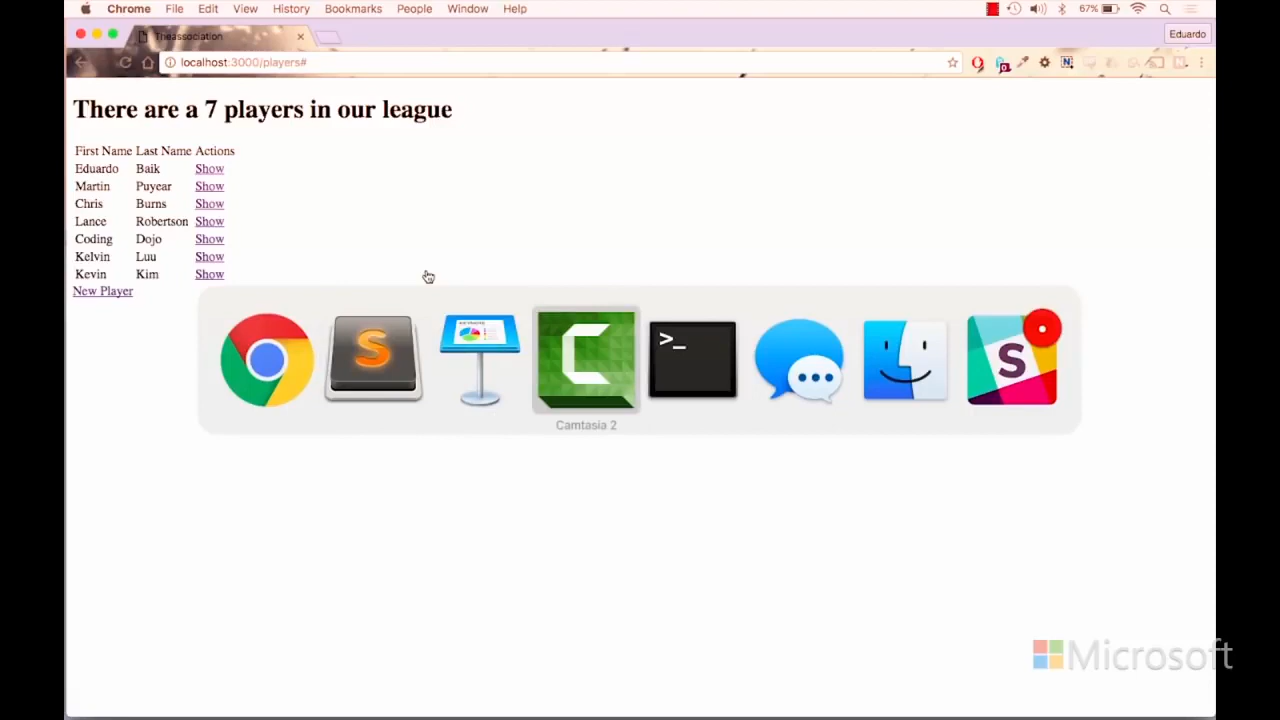 Chrome File Edit View History Bookmarks People Window Help 67%
Theassociation Eduardo
localhost:3000/players#
There are a 7 players in our league
First Name Last Name Actions
Eduardo Baik Show
Martin Puyear Show
Chris Burns Show
Lance Robertson Show
Coding Dojo Show
Kelvin Luu Show
Kevin Kim Show
New Player
S
C
>_
S
Camtasia 2
Microsoft